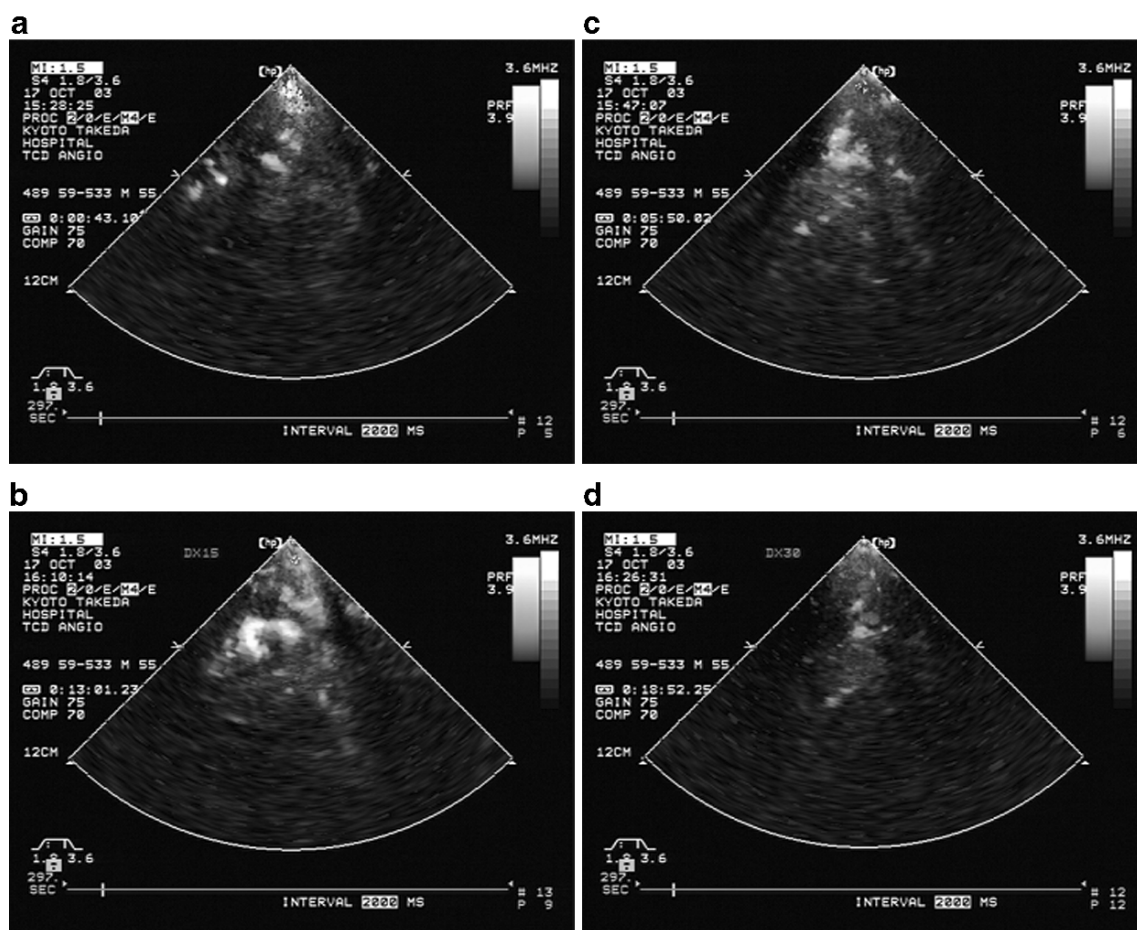 a
MI:1.5
S4 1.8/3.6
17 OCT 03
15:28:25
PROC 2/0/E/M4/E
KYOTO TAKEDA
HOSPITAL
TCD ANGIO
489 59-533 M 55
0:00:43.10
GAIN 75
COMP 70
12CM
3.6
297.
SEC
[hp]
3.6MHZ
PRF
3.9
INTERVAL 2000 MS
# 12
P 5
c
MI:1.5
S4 1.8/3.6
17 OCT 03
15:47:07
PROC 2/0/E/M4/E
KYOTO TAKEDA
HOSPITAL
TCD ANGIO
489 59-533 M 55
0:05:50.02
GAIN 75
COMP 70
12CM
3.6
297.
SEC
[hp]
3.6MHZ
PRF
3.9
INTERVAL 2000 MS
# 12
P 6
b
MI:1.5
S4 1.8/3.6
17 OCT 03
16:10:14
PROC 2/0/E/M4/E
KYOTO TAKEDA
HOSPITAL
TCD ANGIO
489 59-533 M 55
0:13:01.23
GAIN 75
COMP 70
12CM
3.6
297.
SEC
DX15
[hp]
3.6MHZ
PRF
3.9
INTERVAL 2000 MS
# 13
P 9
d
MI:1.5
S4 1.8/3.6
17 OCT 03
16:26:31
PROC 2/0/E/M4/E
KYOTO TAKEDA
HOSPITAL
TCD ANGIO
489 59-533 M 55
0:18:52.25
GAIN 75
COMP 70
12CM
3.6
297.
SEC
DX30
[hp]
3.6MHZ
PRF
3.9
INTERVAL 2000 MS
# 12
P 12